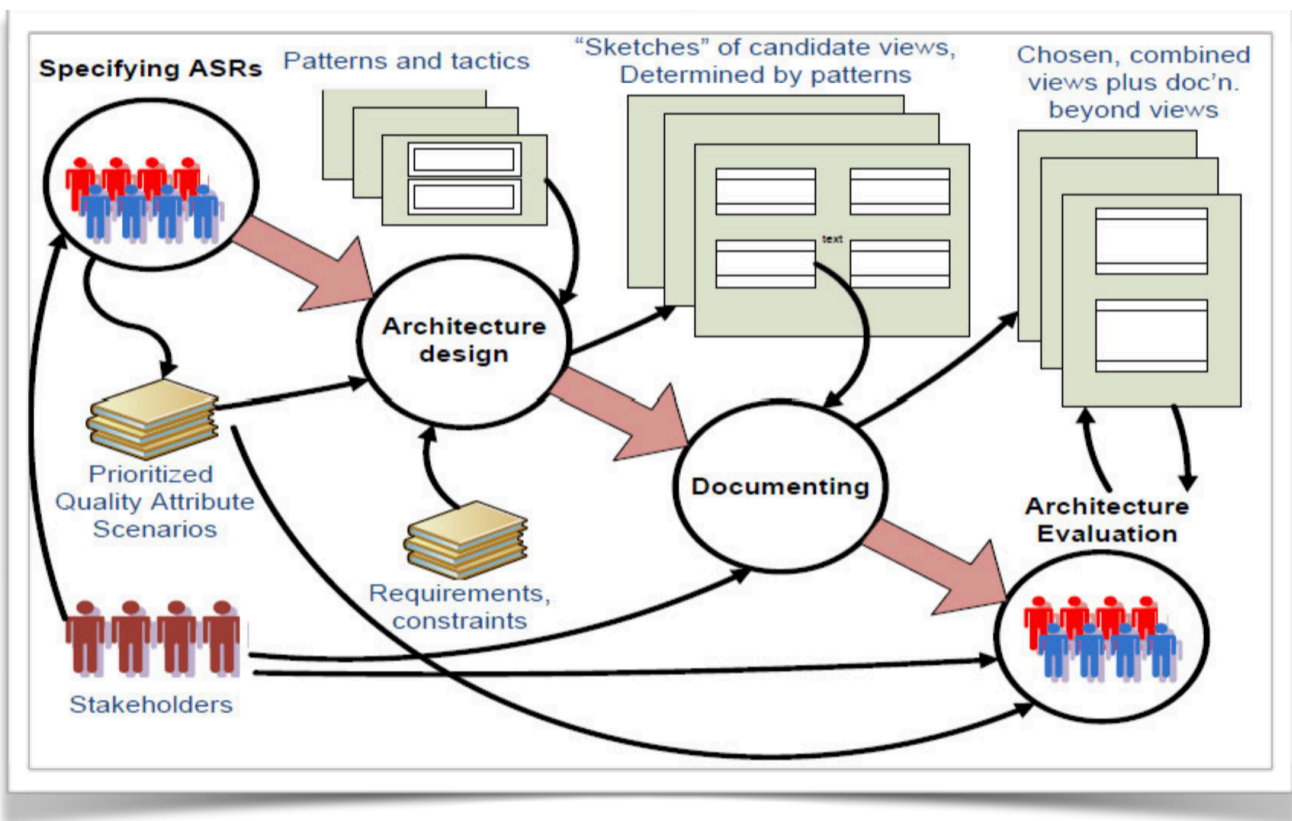 Specifying ASRs
Patterns and tactics
“Sketches” of candidate views,
Determined by patterns
Chosen, combined
views plus doc'n.
beyond views
text
Architecture
design
Prioritized
Quality Attribute
Scenarios
Documenting
Requirements,
constraints
Architecture
Evaluation
Stakeholders